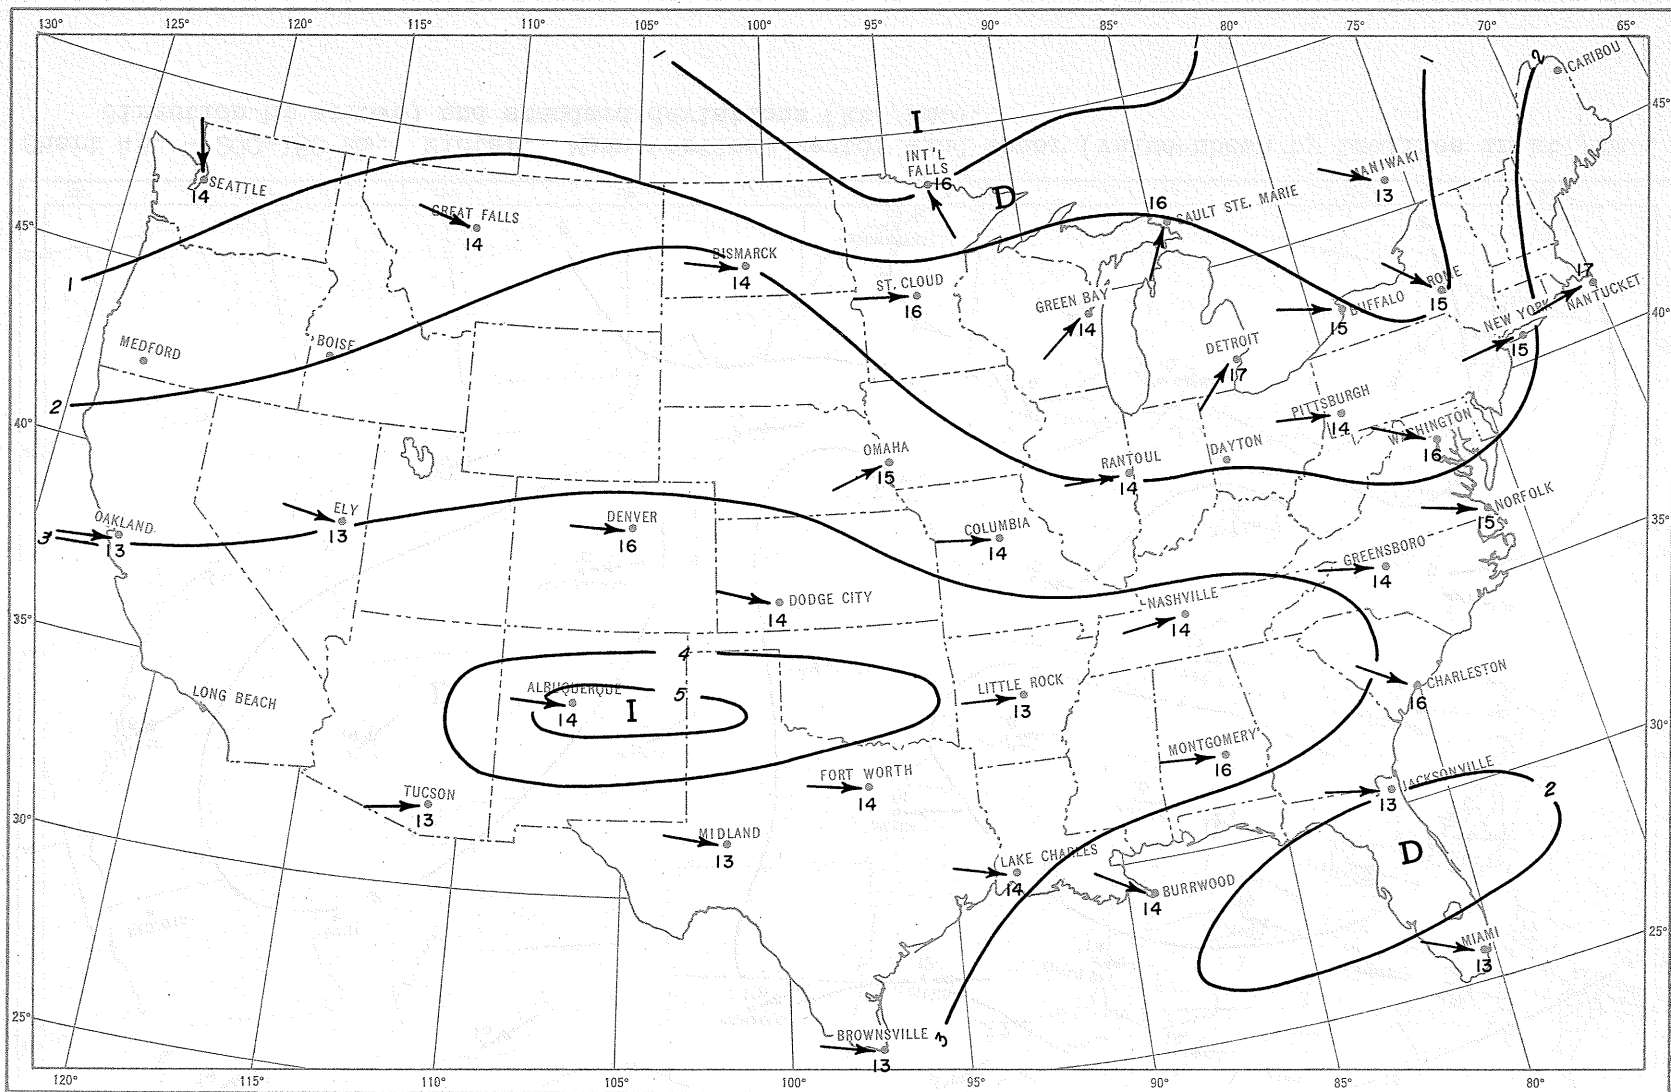 130° 125° 120° 115° 110° 105° 100° 95° 90° 85° 80° 75° 70° 65°
1
1
2
CARIBOU
45°
I
INT'L
FALLS
16
MANIWAKI
13
SEATTLE
14
D
16
SAULT STE. MARIE
GREAT FALLS
14
45°
BISMARCK
14
1
ST. CLOUD
16
GREEN BAY
14
BUFFALO
15
ROME
15
17
NANTUCKET
40°
NEW YORK
15
MEDFORD
BOISE
DETROIT
17
2
40°
PITTSBURGH
14
WASHINGTON
16
OMAHA
15
RANTOUL
14
DAYTON
NORFOLK
15
35°
3
OAKLAND
13
ELY
13
DENVER
16
COLUMBIA
14
GREENSBORO
14
DODGE CITY
14
NASHVILLE
14
35°
4
5
ALBUQUERQUE
14
I
LONG BEACH
LITTLE ROCK
13
CHARLESTON
16
30°
MONTGOMERY
16
FORT WORTH
14
TUCSON
13
JACKSONVILLE
13
2
30°
MIDLAND
13
LAKE CHARLES
14
D
BURRWOOD
14
25°
MIAMI
13
25°
BROWNSVILLE
13
3
120° 115° 110° 105° 100° 95° 90° 85° 80°